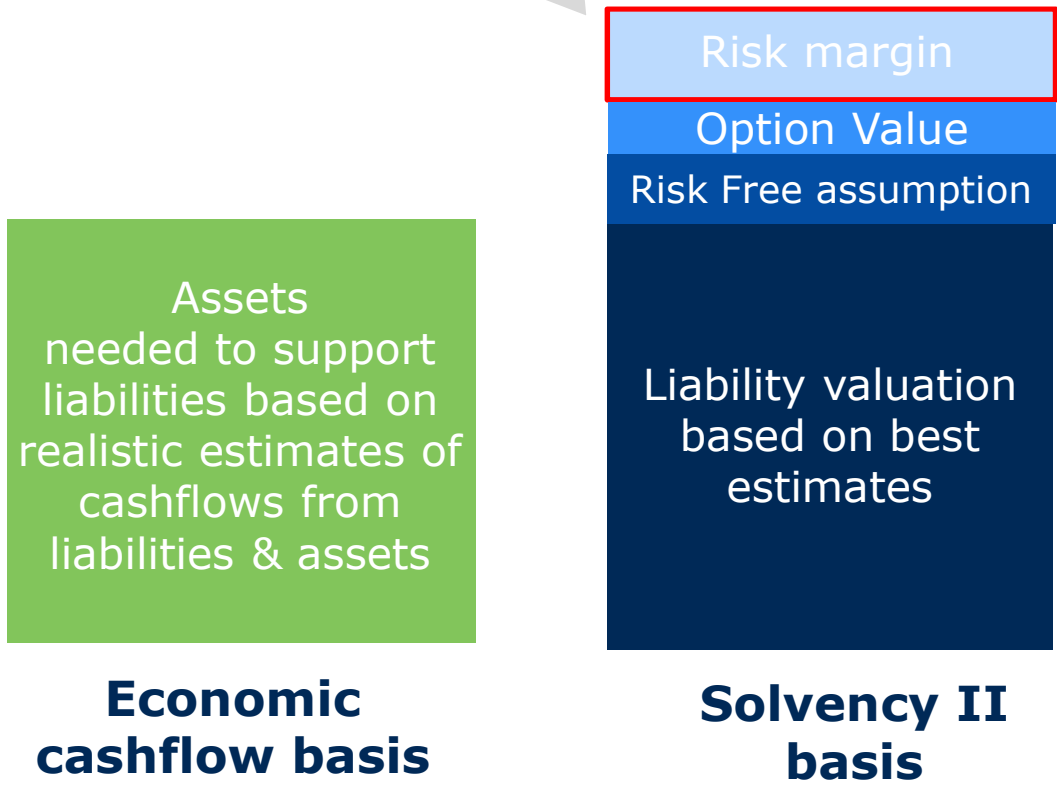 Risk margin
Option Value
Risk Free assumption
Assets
needed to support
liabilities based on
realistic estimates of
cashflows from
liabilities & assets
Liability valuation
based on best
estimates
Economic
cashflow basis
Solvency II
basis